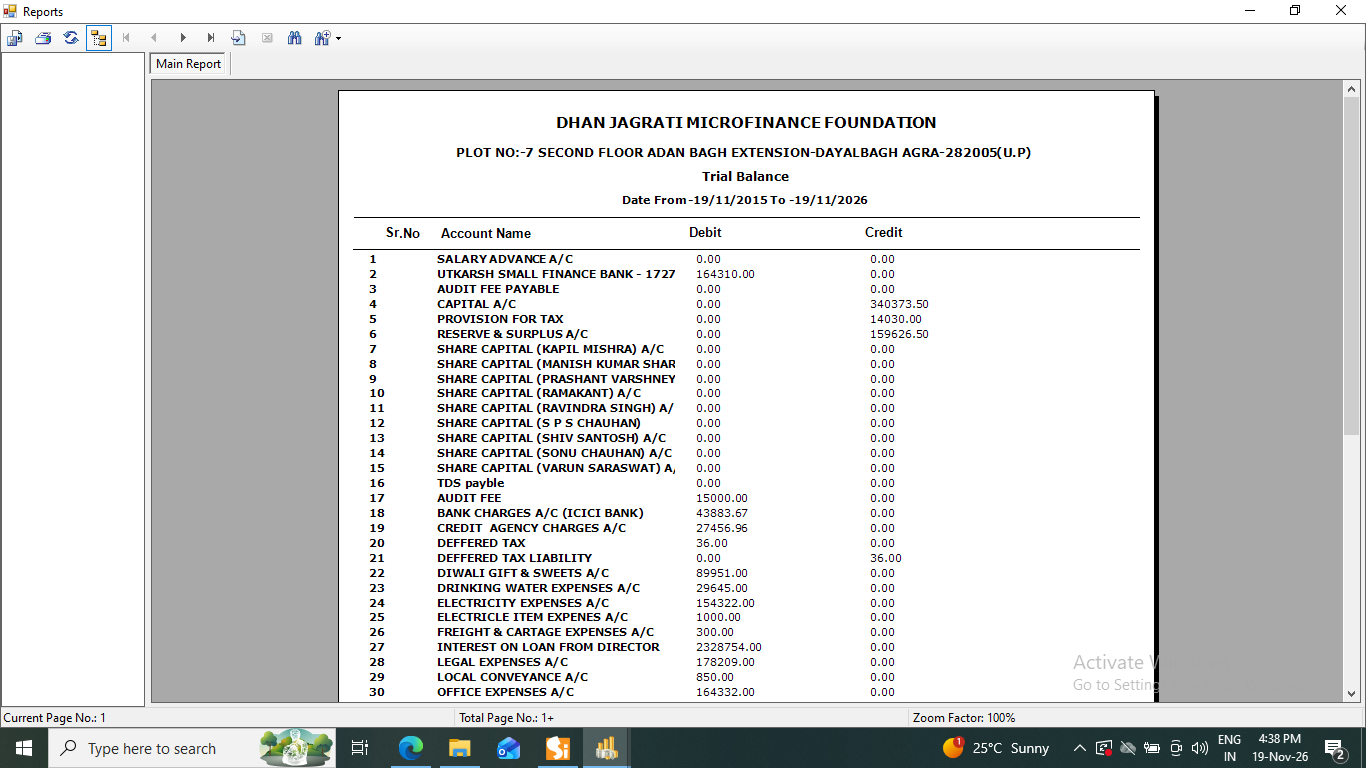 Reports
Main Report
DHAN JAGRATI MICROFINANCE FOUNDATION
PLOT NO:-7 SECOND FLOOR ADAN BAGH EXTENSION-DAYALBAGH AGRA-282005(U.P)
Trial Balance
Date From -19/11/2015 To -19/11/2026
Sr.No Account Name Debit Credit
1 SALARY ADVANCE A/C 0.00 0.00
2 UTKARSH SMALL FINANCE BANK - 1727 164310.00 0.00
3 AUDIT FEE PAYABLE 0.00 0.00
4 CAPITAL A/C 0.00 340373.50
5 PROVISION FOR TAX 0.00 14030.00
6 RESERVE & SURPLUS A/C 0.00 159626.50
7 SHARE CAPITAL (KAPIL MISHRA) A/C 0.00 0.00
8 SHARE CAPITAL (MANISH KUMAR SHAR 0.00 0.00
9 SHARE CAPITAL (PRASHANT VARSHNEY 0.00 0.00
10 SHARE CAPITAL (RAMAKANT) A/C 0.00 0.00
11 SHARE CAPITAL (RAVINDRA SINGH) A/ 0.00 0.00
12 SHARE CAPITAL (S P S CHAUHAN) 0.00 0.00
13 SHARE CAPITAL (SHIV SANTOSH) A/C 0.00 0.00
14 SHARE CAPITAL (SONU CHAUHAN) A/C 0.00 0.00
15 SHARE CAPITAL (VARUN SARASWAT) A/ 0.00 0.00
16 TDS payble 0.00 0.00
17 AUDIT FEE 15000.00 0.00
18 BANK CHARGES A/C (ICICI BANK) 43883.67 0.00
19 CREDIT AGENCY CHARGES A/C 27456.96 0.00
20 DEFFERED TAX 36.00 0.00
21 DEFFERED TAX LIABILITY 0.00 36.00
22 DIWALI GIFT & SWEETS A/C 89951.00 0.00
23 DRINKING WATER EXPENSES A/C 29645.00 0.00
24 ELECTRICITY EXPENSES A/C 154322.00 0.00
25 ELECTRICLE ITEM EXPENES A/C 1000.00 0.00
26 FREIGHT & CARTAGE EXPENSES A/C 300.00 0.00
27 INTEREST ON LOAN FROM DIRECTOR 2328754.00 0.00
28 LEGAL EXPENSES A/C 178209.00 0.00
29 LOCAL CONVEYANCE A/C 850.00 0.00
30 OFFICE EXPENSES A/C 164332.00 0.00
Activate
Go to Setting
Current Page No.: 1 Total Page No.: 1+ Zoom Factor: 100%
Type here to search
1 25°C Sunny ENG IN 4:38 PM 19-Nov-26 2